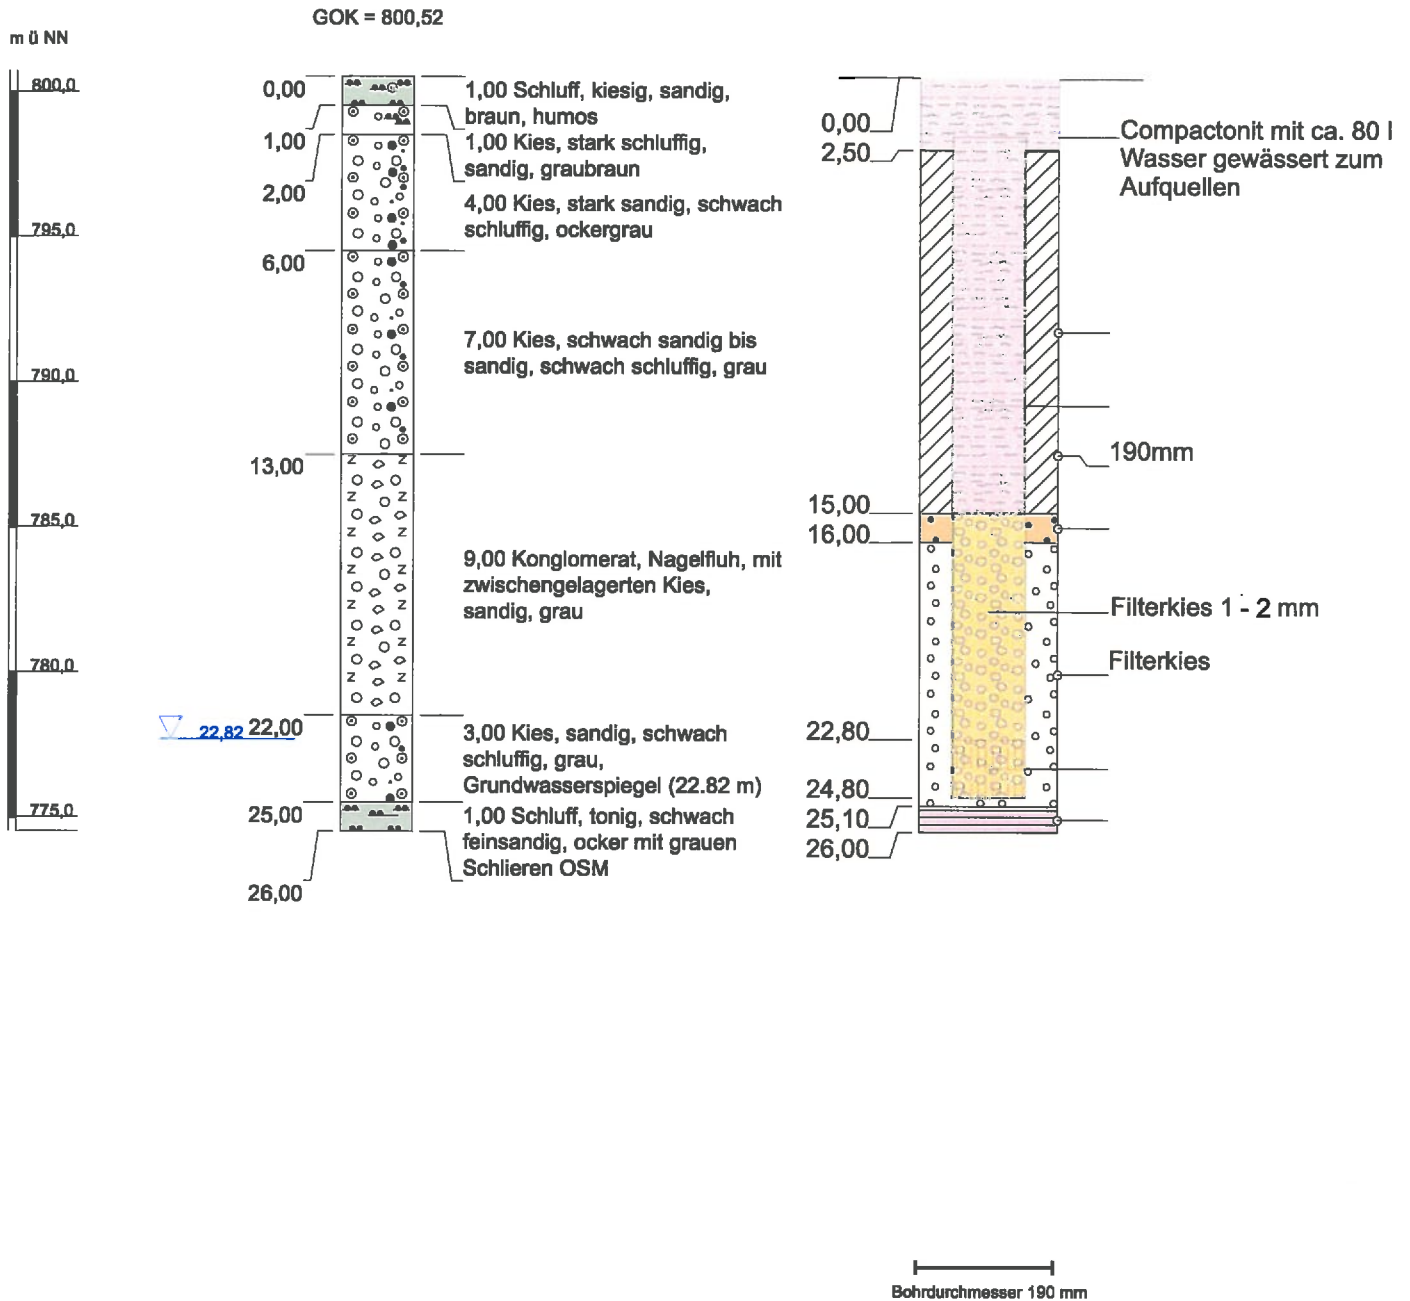 GOK = 800,52
m ü NN
800,0
795,0
790,0
785,0
780,0
775,0
0,00
1,00
2,00
6,00
13,00
22,82 22,00
25,00
26,00
1,00 Schluff, kiesig, sandig,
braun, humos
1,00 Kies, stark schluffig,
sandig, graubraun
4,00 Kies, stark sandig, schwach
schluffig, ockergrau
7,00 Kies, schwach sandig bis
sandig, schwach schluffig, grau
9,00 Konglomerat, Nagelfluh, mit
zwischengelagerten Kies,
sandig, grau
3,00 Kies, sandig, schwach
schluffig, grau,
Grundwasserspiegel (22.82 m)
1,00 Schluff, tonig, schwach
feinsandig, ocker mit grauen
Schlieren OSM
0,00
2,50
15,00
16,00
22,80
24,80
25,10
26,00
Compactonit mit ca. 80 l
Wasser gewässert zum
Aufquellen
190mm
Filterkies 1 - 2 mm
Filterkies
Bohrdurchmesser 190 mm